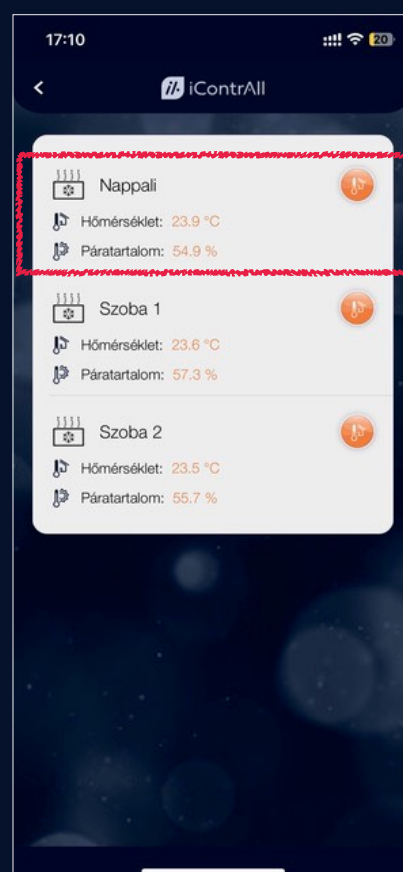 17:10
20
iContrAll
Nappali
Hőmérséklet: 23.9 °C
Páratartalom: 54.9 %
Szoba 1
Hőmérséklet: 23.6 °C
Páratartalom: 57.3 %
Szoba 2
Hőmérséklet: 23.5 °C
Páratartalom: 55.7 %